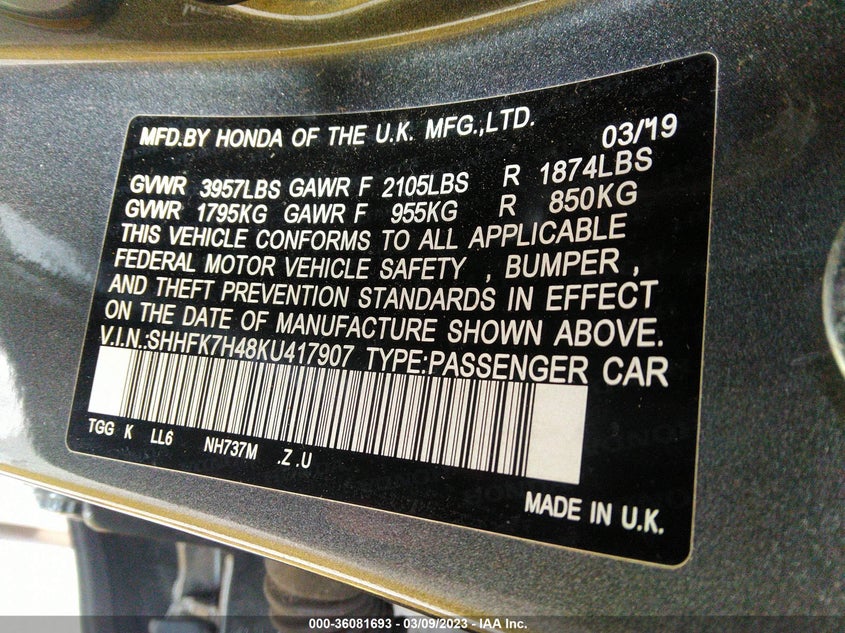 MFD.BY HONDA OF THE U.K. MFG.,LTD. 03/19
GVWR 3957LBS GAWR F 2105LBS R 1874LBS
GVWR 1795KG GAWR F 955KG R 850KG
THIS VEHICLE CONFORMS TO ALL APPLICABLE
FEDERAL MOTOR VEHICLE SAFETY , BUMPER ,
AND THEFT PREVENTION STANDARDS IN EFFECT
ON THE DATE OF MANUFACTURE SHOWN ABOVE.
V.I.N.:SHHFK7H48KU417907 TYPE:PASSENGER CAR
TGG K LL6 NH737M .Z .U
MADE IN U.K.
000-36081693 - 03/09/2023 - IAA Inc.